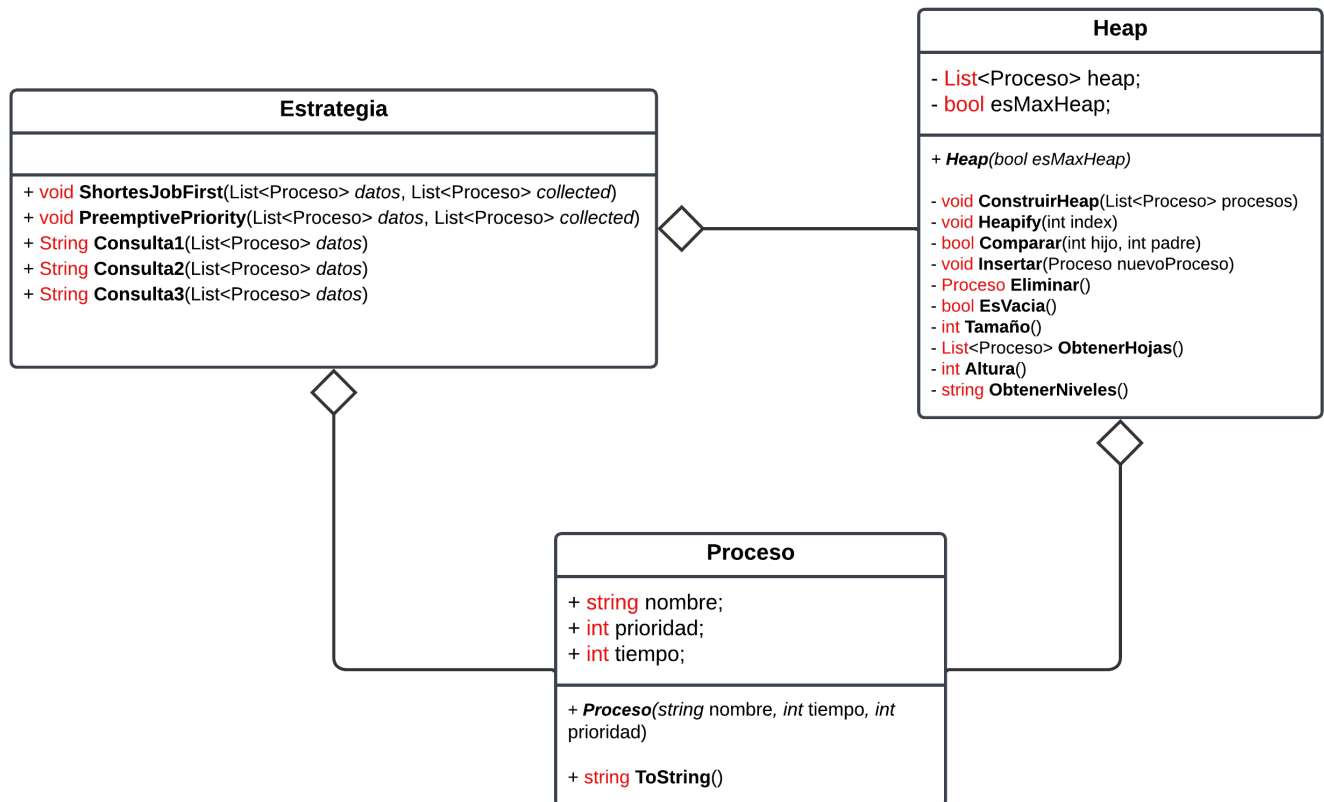 Estrategia
+ void ShortesJobFirst(List<Proceso> datos, List<Proceso> collected)
+ void PreemptivePriority(List<Proceso> datos, List<Proceso> collected)
+ String Consulta1(List<Proceso> datos)
+ String Consulta2(List<Proceso> datos)
+ String Consulta3(List<Proceso> datos)
Heap
- List<Proceso> heap;
- bool esMaxHeap;
+ Heap(bool esMaxHeap)
- void ConstruirHeap(List<Proceso> procesos)
- void Heapify(int index)
- bool Comparar(int hijo, int padre)
- void Insertar(Proceso nuevoProceso)
- Proceso Eliminar()
- bool EsVacia()
- int Tamaño()
- List<Proceso> ObtenerHojas()
- int Altura()
- string ObtenerNiveles()
Proceso
+ string nombre;
+ int prioridad;
+ int tiempo;
+ Proceso(string nombre, int tiempo, int
prioridad)
+ string ToString()